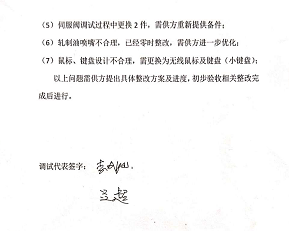 （5）伺服阀调试过程中更换 2 件，需供方重新提供备件；
（6）轧制油喷嘴不合理，已经零时整改，需供方进一步优化；
（7）鼠标、键盘设计不合理，需更换为无线鼠标及键盘（小键盘）；
以上问题需供方提出具体整改方案及进度，初步验收相关整改完
成后进行。
调试代表签字：